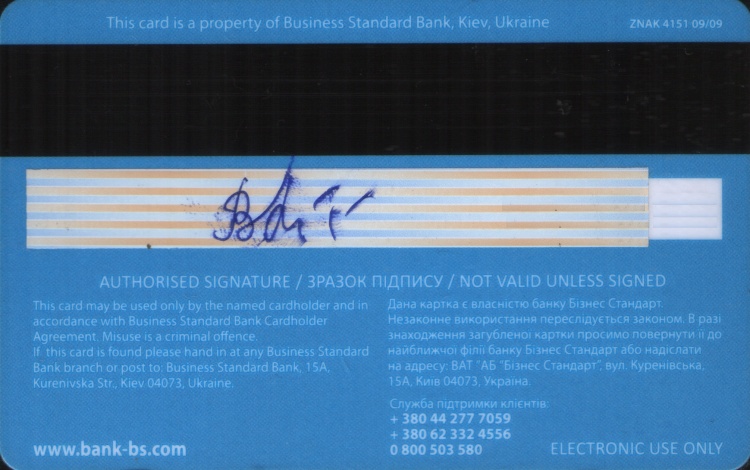 This card is a property of Business Standard Bank, Kiev, Ukraine
ZNAK 4151 09/09
AUTHORISED SIGNATURE / ЗРАЗОК ПІДПИСУ / NOT VALID UNLESS SIGNED
This card may be used only by the named cardholder and in
accordance with Business Standard Bank Cardholder
Agreement. Misuse is a criminal offence.
If this card is found please hand in at any Business Standard
Bank branch or post to: Business Standard Bank, 15A,
Kurenivska Str., Kiev 04073, Ukraine.
Дана картка є власністю банку Бізнес Стандарт.
Незаконне використання переслідується законом. В разі
знаходження загубленої картки просимо повернути її до
найближчої філії банку Бізнес Стандарт або надіслати
на адресу: ВАТ "АБ "Бізнес Стандарт", вул. Куренівська,
15А, Київ 04073, Україна.
Служба підтримки клієнтів:
+ 380 44 277 7059
+ 380 62 332 4556
0 800 503 580
www.bank-bs.com
ELECTRONIC USE ONLY